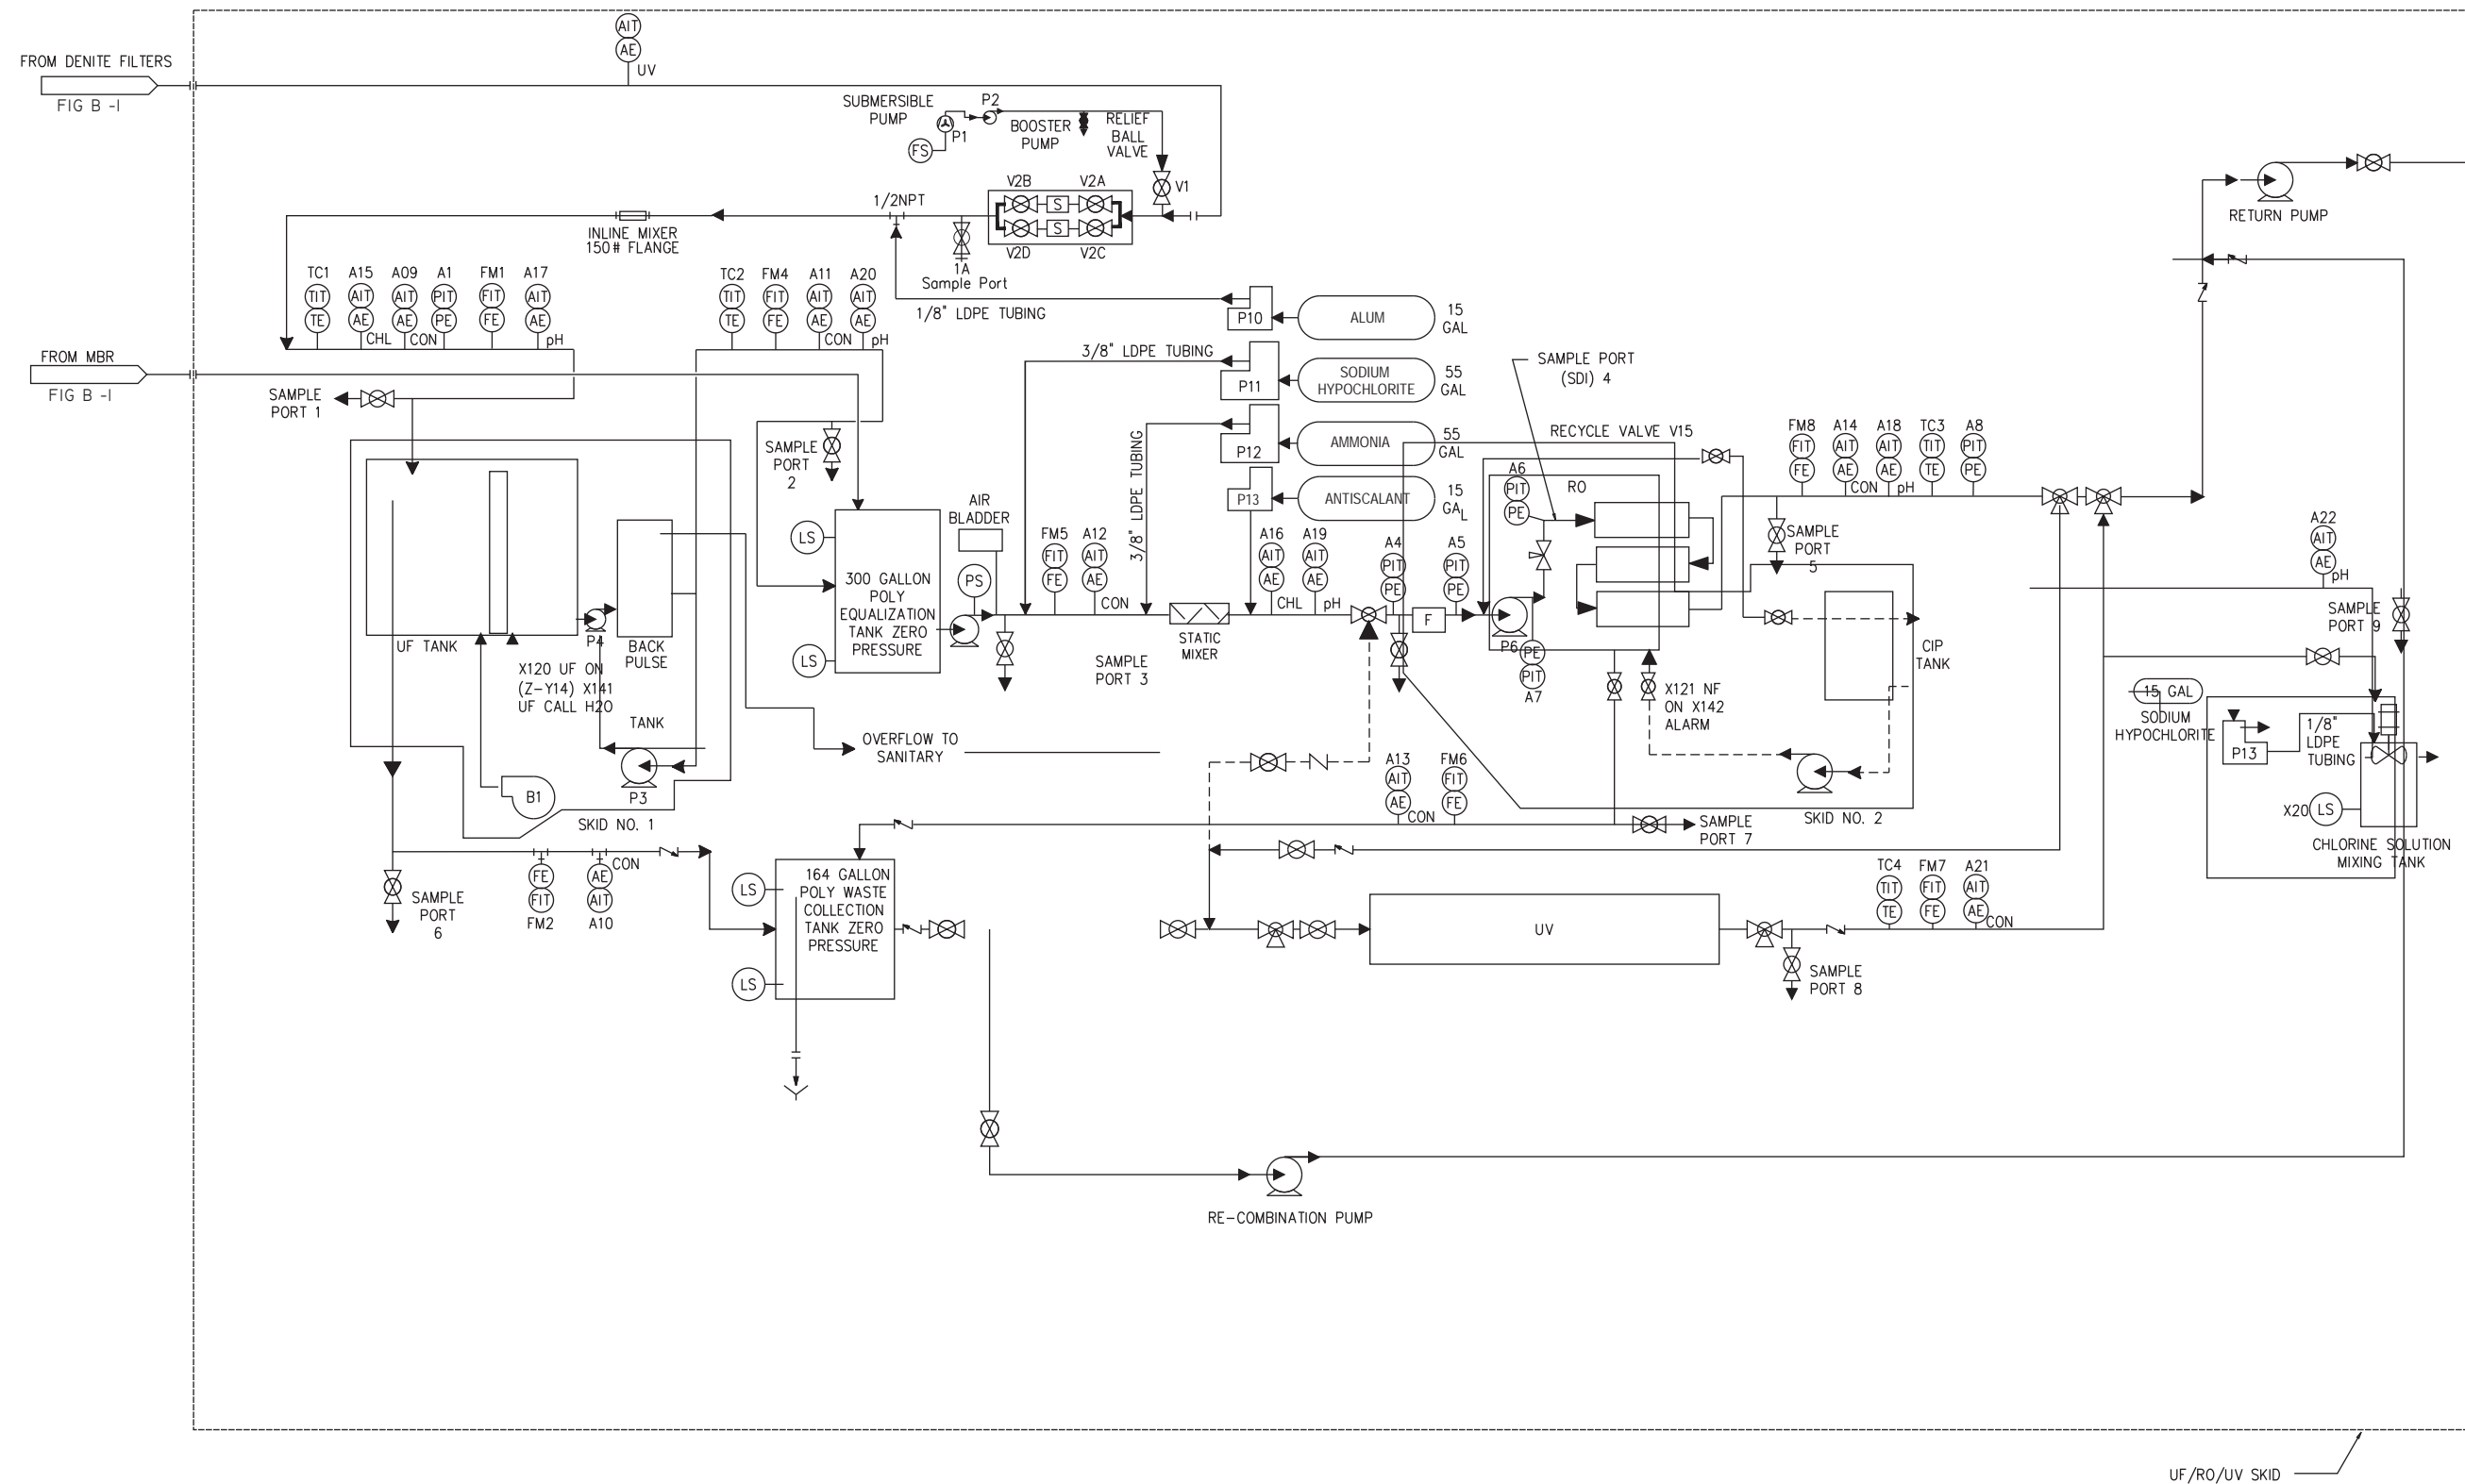 AIT
AE
UV
FROM DENITE FILTERS
FIG B -1
SUBMERSIBLE
PUMP
P2
P1
FS
BOOSTER
PUMP
RELIEF
BALL
VALVE
V1
V2B
V2A
S
S
V2D
V2C
1/2NPT
INLINE MIXER
150# FLANGE
1A
Sample Port
1/8" LDPE TUBING
RETURN PUMP
TC1
A15
A09
A1
FM1
A17
TIT
AIT
AIT
PIT
FIT
AIT
TE
AE
AE
PE
FE
AE
CHL
CON
pH
TC2
FM4
A11
A20
TIT
FIT
AIT
AIT
TE
FE
AE
AE
CON
pH
P10
ALUM
15
GAL
3/8" LDPE TUBING
P11
SODIUM
HYPOCHLORITE
55
GAL
P12
AMMONIA
55
GAL
P13
ANTISCALANT
15
GAL
3/8" LDPE TUBING
FROM MBR
FIG B -1
SAMPLE
PORT 1
SAMPLE
PORT
2
SAMPLE PORT
(SDI) 4
RECYCLE VALVE V15
A6
PIT
PE
RO
FM8
A14
A18
TC3
A8
FIT
AIT
AIT
TIT
PIT
FE
AE
AE
TE
PE
CON
pH
SAMPLE
PORT
5
A22
AIT
AE
pH
SAMPLE
PORT 9
AIR
BLADDER
LS
PS
LS
300 GALLON
POLY
EQUALIZATION
TANK ZERO
PRESSURE
FM5
A12
FIT
AIT
FE
AE
CON
A16
A19
AIT
AIT
AE
AE
CHL
pH
A4
A5
PIT
PIT
PE
PE
F
P6
PE
PIT
A7
STATIC
MIXER
SAMPLE
PORT 3
CIP
TANK
UF TANK
P4
BACK
PULSE
X120 UF ON
(Z-Y14) X141
UF CALL H2O
TANK
P3
B1
SKID NO. 1
OVERFLOW TO
SANITARY
X121 NF
ON X142
ALARM
SKID NO. 2
15 GAL
SODIUM
HYPOCHLORITE
P13
1/8"
LDPE
TUBING
X20
LS
CHLORINE SOLUTION
MIXING TANK
A13
FM6
AIT
FIT
AE
FE
CON
SAMPLE
PORT 7
SAMPLE
PORT
6
FE
AE
CON
FIT
AIT
FM2
A10
LS
LS
164 GALLON
POLY WASTE
COLLECTION
TANK ZERO
PRESSURE
UV
TC4
FM7
A21
TIT
FIT
AIT
TE
FE
AE
CON
SAMPLE
PORT 8
RE-COMBINATION PUMP
UF/RO/UV SKID